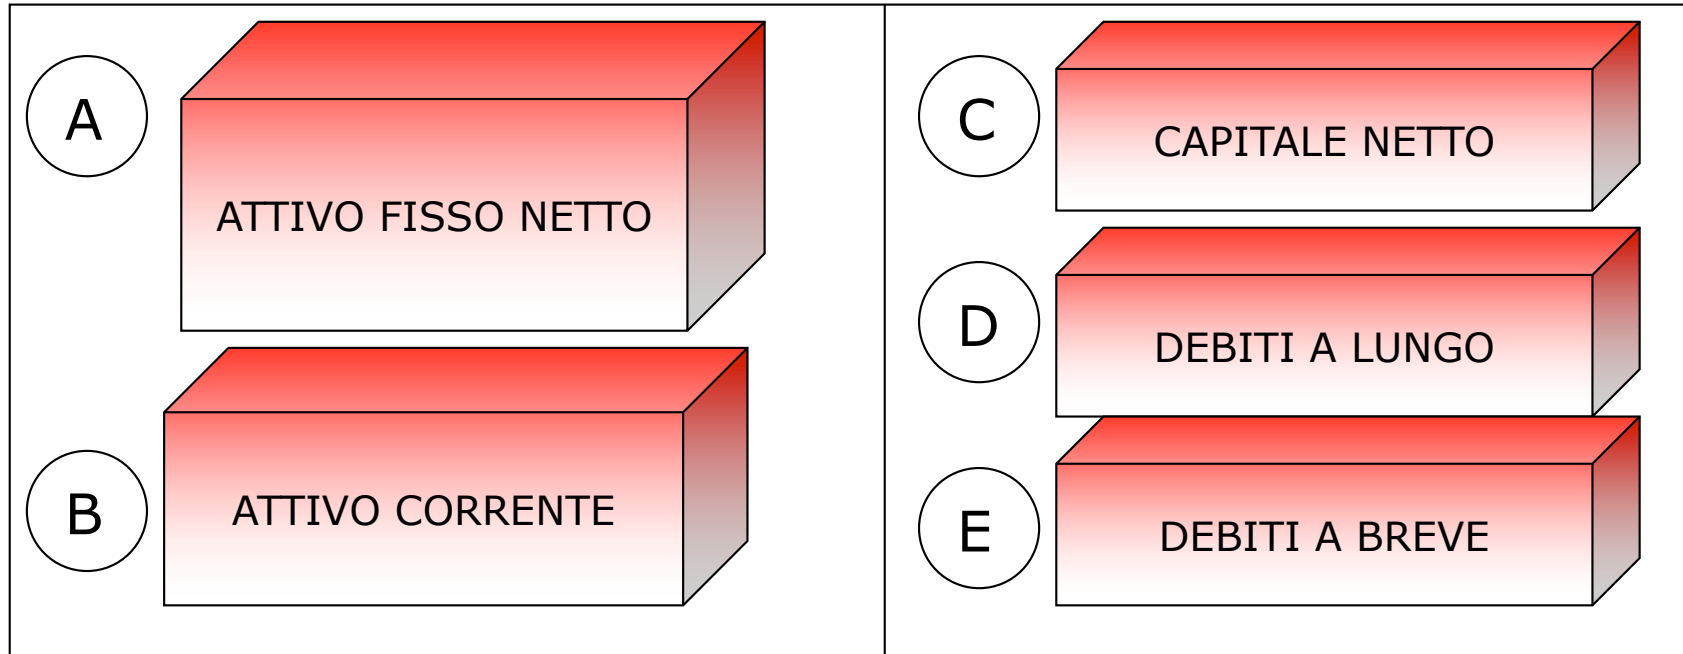 A
ATTIVO FISSO NETTO
B
ATTIVO CORRENTE
C
CAPITALE NETTO
D
DEBITI A LUNGO
E
DEBITI A BREVE